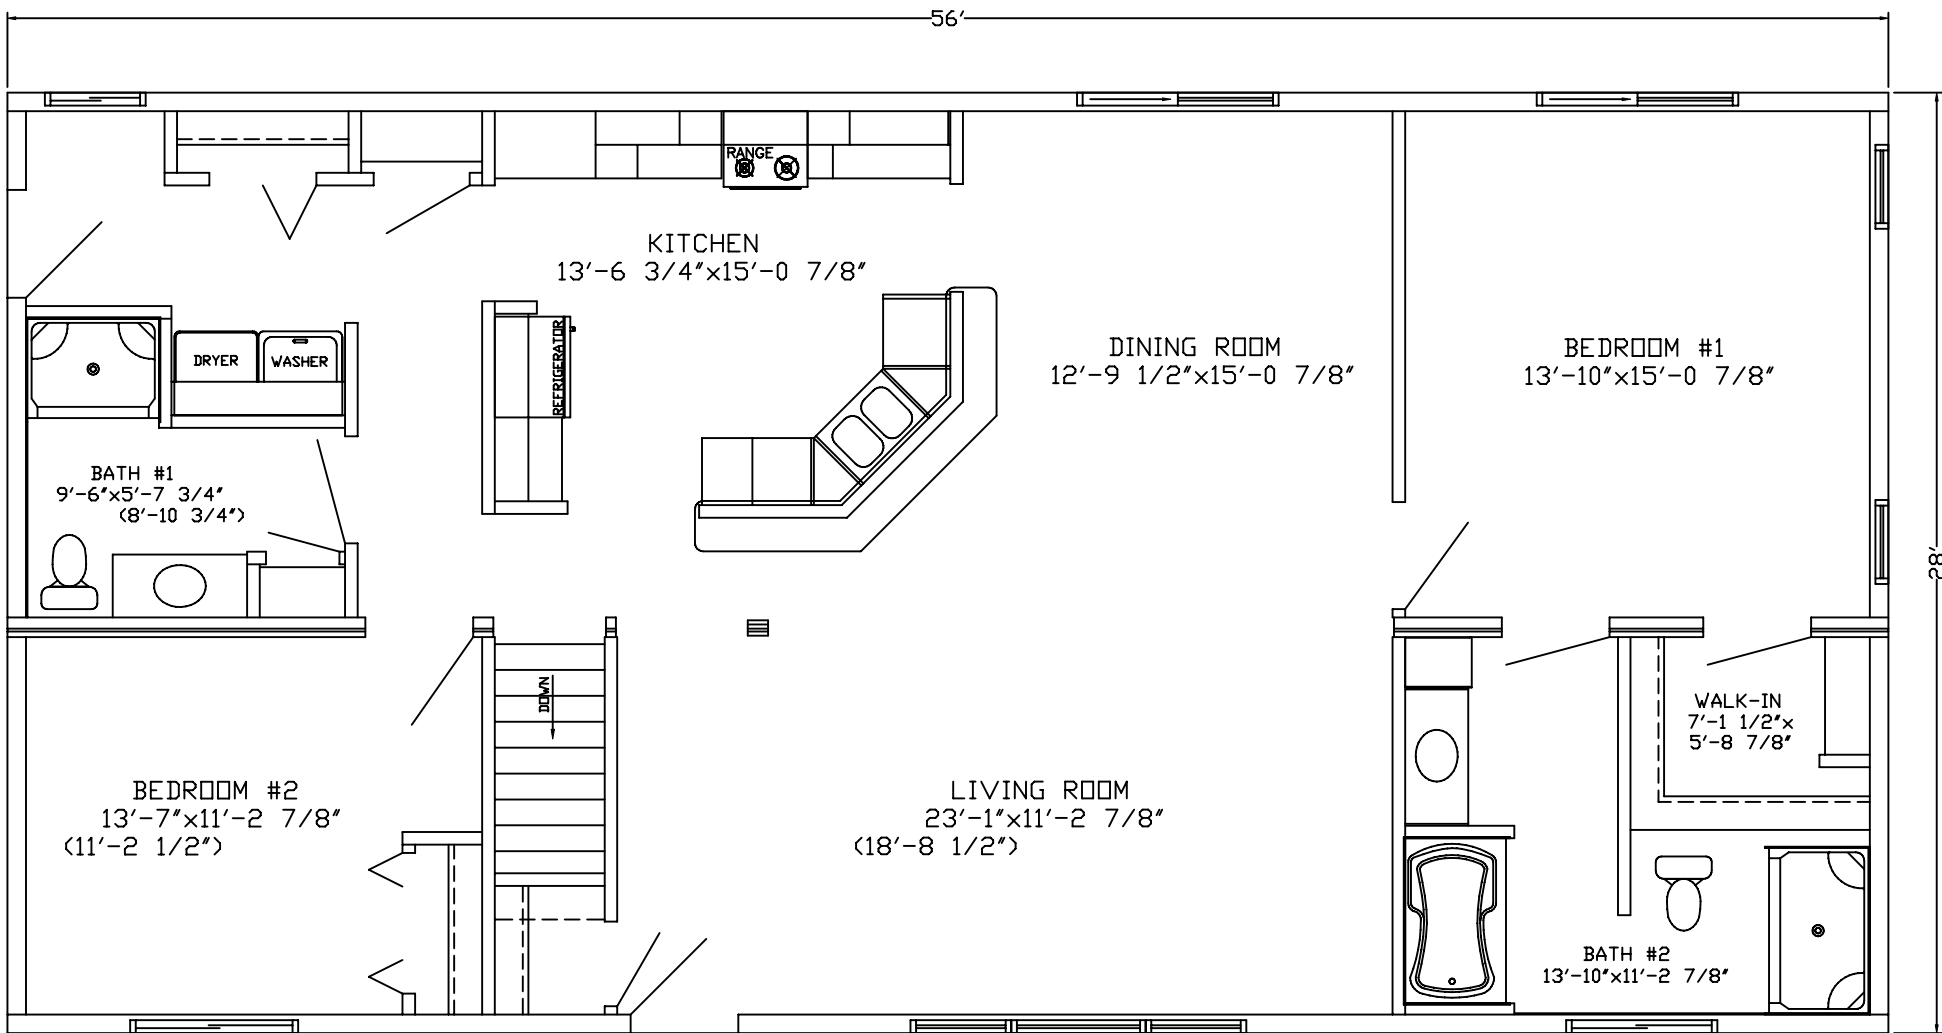 56'
RANGE
KITCHEN
13'-6 3/4"x15'-0 7/8"
REFRIGERATOR
DRYER
WASHER
DINING ROOM
12'-9 1/2"x15'-0 7/8"
BEDROOM #1
13'-10"x15'-0 7/8"
BATH #1
9'-6"x5'-7 3/4"
(8'-10 3/4")
28'
DOWN
WALK-IN
7'-1 1/2"x
5'-8 7/8"
BEDROOM #2
13'-7"x11'-2 7/8"
(11'-2 1/2")
LIVING ROOM
23'-1"x11'-2 7/8"
(18'-8 1/2")
BATH #2
13'-10"x11'-2 7/8"